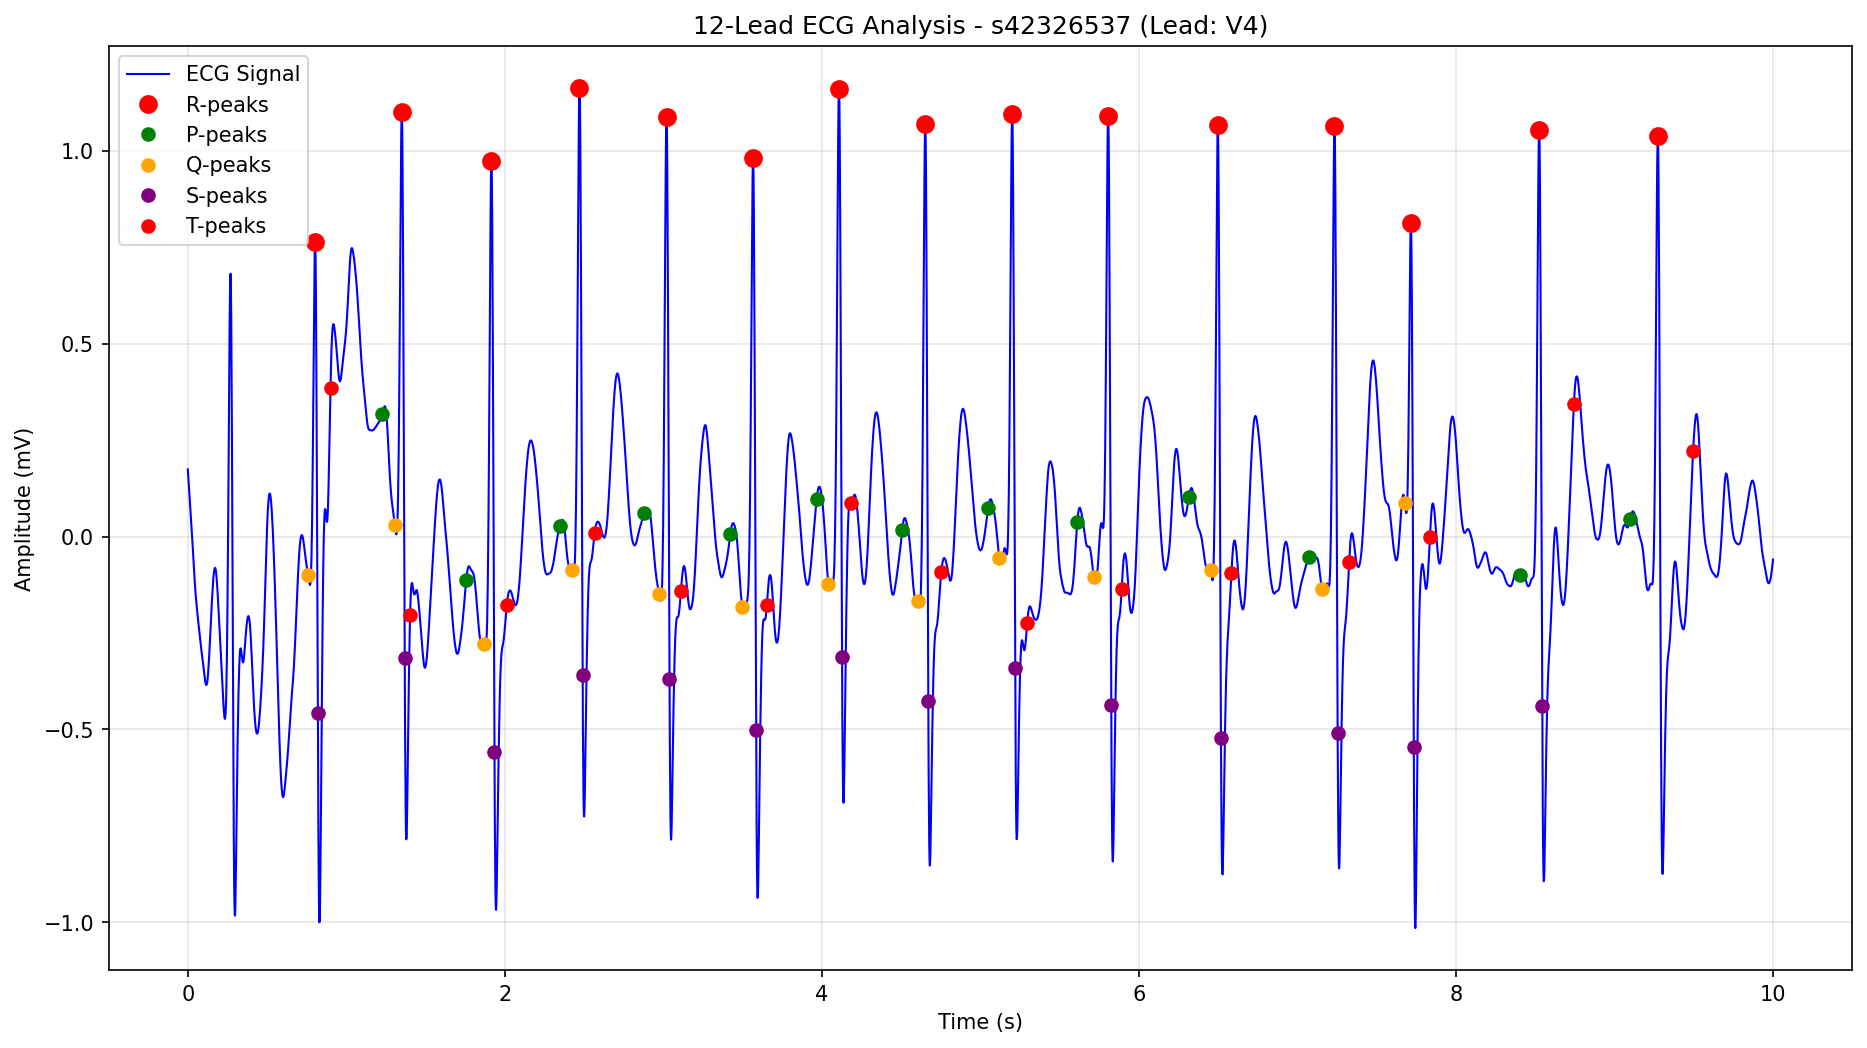 12-Lead ECG Analysis - s42326537 (Lead: V4)
ECG Signal
R-peaks
P-peaks
Q-peaks
S-peaks
T-peaks
Amplitude (mV)
1.0
0.5
0.0
−0.5
−1.0
0 2 4 6 8 10
Time (s)